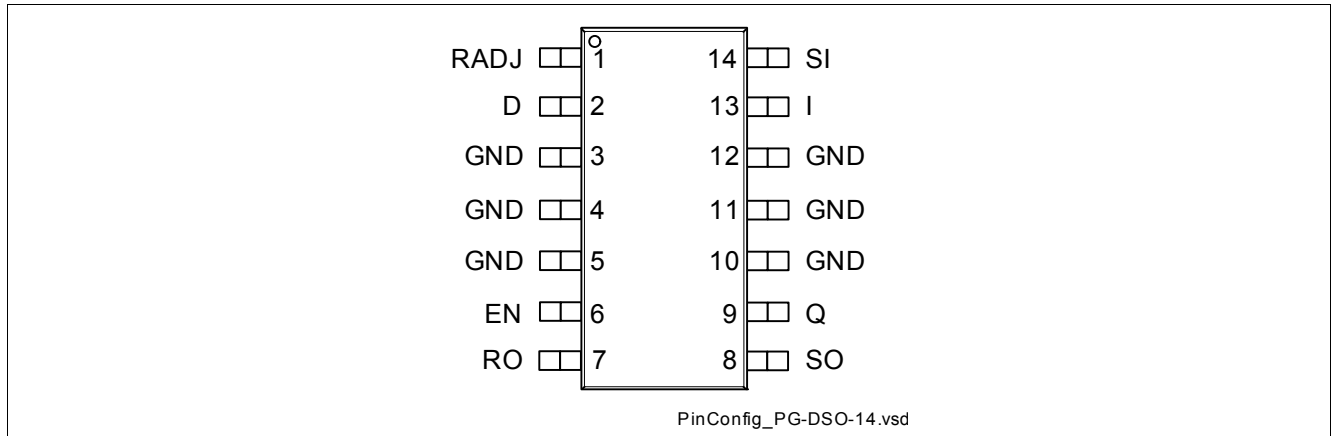 RADJ 1 14 SI
D 2 13 I
GND 3 12 GND
GND 4 11 GND
GND 5 10 GND
EN 6 9 Q
RO 7 8 SO
PinConfig_PG-DSO-14.vsd